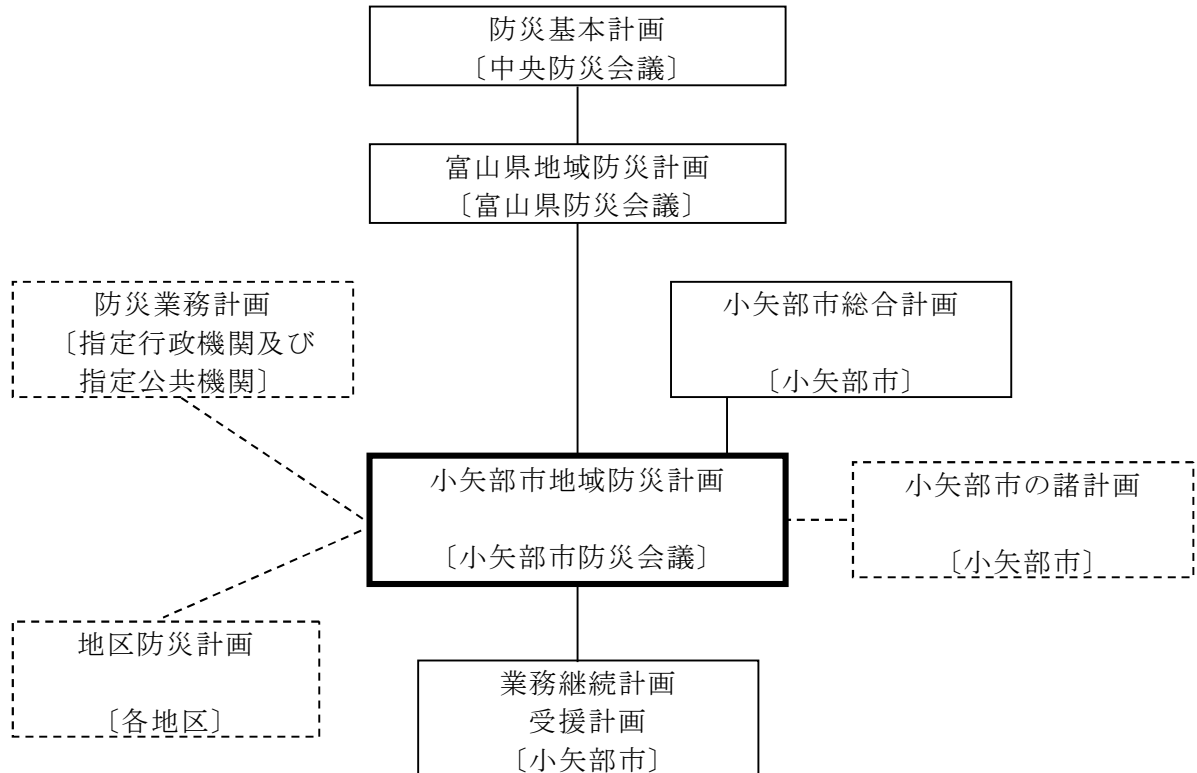 防災基本計画
〔中央防災会議〕
富山県地域防災計画
〔富山県防災会議〕
防災業務計画
〔指定行政機関及び
指定公共機関〕
小矢部市総合計画
〔小矢部市〕
小矢部市地域防災計画
〔小矢部市防災会議〕
小矢部市の諸計画
〔小矢部市〕
地区防災計画
〔各地区〕
業務継続計画
受援計画
〔小矢部市〕